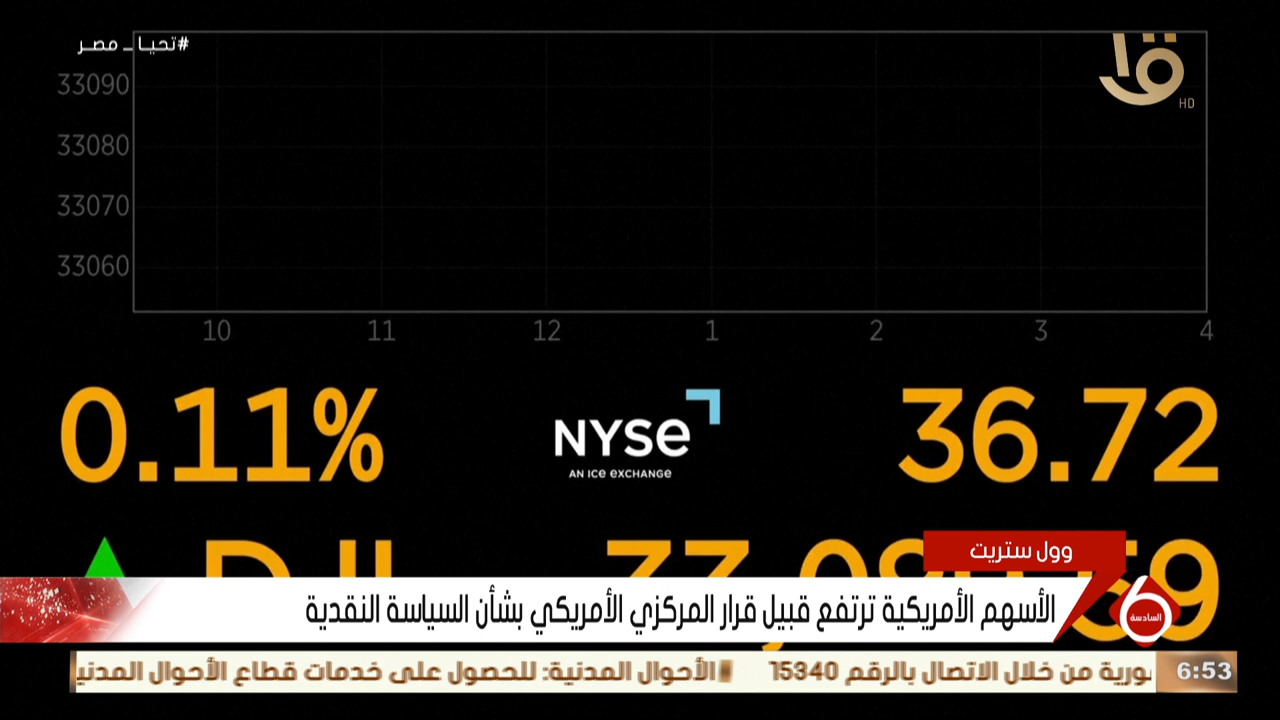 #تحيا_مصر
HD
33090
33080
33070
33060
10 11 12 1 2 3 4
0.11%
NYSE
AN ICE EXCHANGE
36.72
وول ستريت
الأسهم الأمريكية ترتفع قبيل قرار المركزي الأمريكي بشأن السياسة النقدية
السادسة
6:53
من خلال الاتصال بالرقم 15340 الأحوال المدنية: للحصول على خدمات قطاع الأحوال